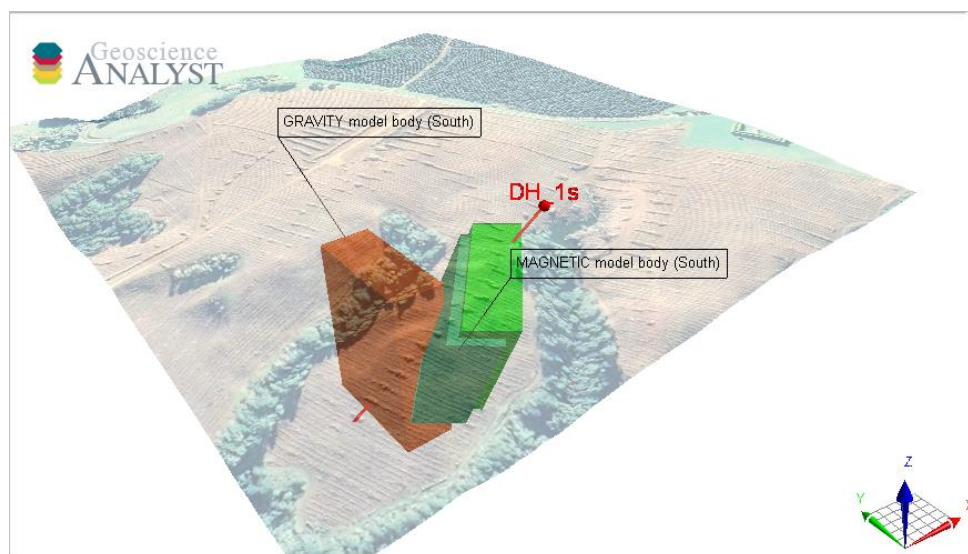 Geoscience
ANALYST
GRAVITY model body (South)
DH_1s
MAGNETIC model body (South)
Z
Y
X